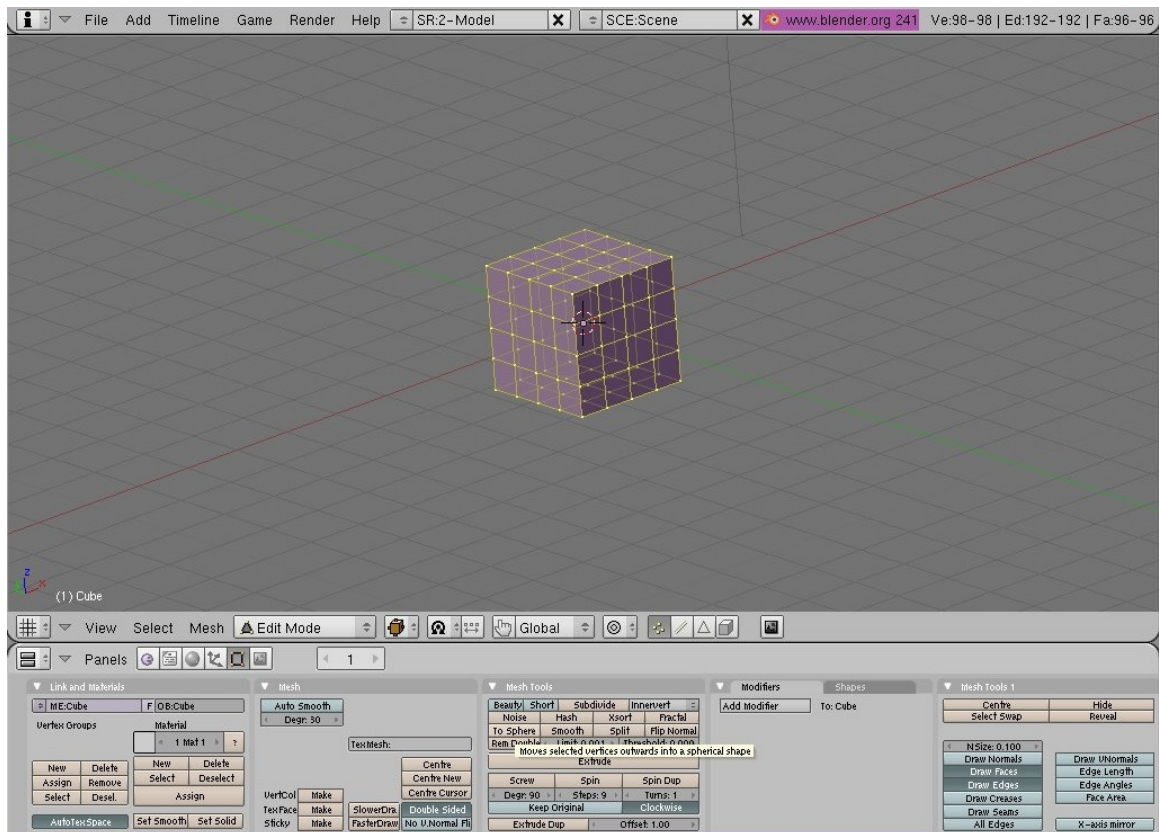 File Add Timeline Game Render Help SR:2-Model SCE:Scene www.blender.org 241 Ve:98-98 | Ed:192-192 | Fa:96-96
z
x
(1) Cube
View Select Mesh Edit Mode Global
Panels 1
Link and Materials
ME:Cube F OB:Cube
Vertex Groups Material
1 Mat 1 ?
New Delete New Delete
Assign Remove Select Deselect
Select Desel. Assign
AutoTexSpace Set Smooth Set Solid
Mesh
Auto Smooth
Degr: 30
TexMesh:
Centre
Centre New
VertCol Make Centre Cursor
TexFace Make SlowerDra Double Sided
Sticky Make FasterDraw No V.Normal Fli
Mesh Tools
Beauty Short Subdivide Innervert
Noise Hash Xsort Fractal
To Sphere Smooth Split Flip Normal
Rem Double Limit: 0.001 Threshold: 0.000
Moves selected vertices outwards into a spherical shape
Extrude
Screw Spin Spin Dup
Degr: 90 Steps: 9 Turns: 1
Keep Original Clockwise
Extrude Dup Offset: 1.00
Modifiers Shapes
Add Modifier To: Cube
Mesh Tools 1
Centre Hide
Select Swap Reveal
NSize: 0.100
Draw Normals Draw VNormals
Draw Faces Edge Length
Draw Edges Edge Angles
Draw Creases Face Area
Draw Seams
All Edges X-axis mirror